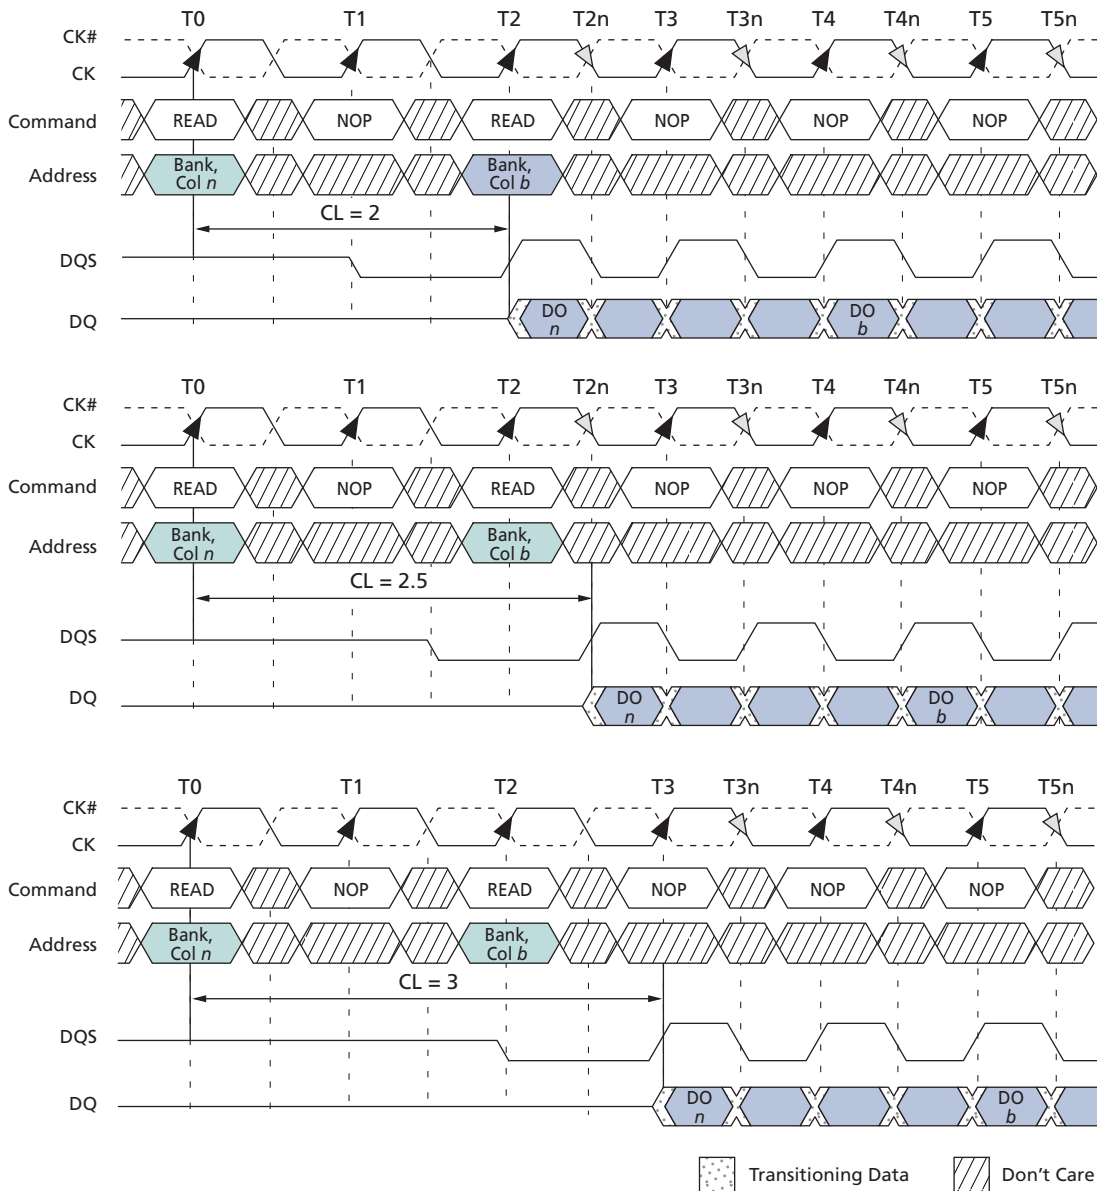 T0 T1 T2 T2n T3 T3n T4 T4n T5 T5n
CK#
CK
Command READ NOP READ NOP NOP NOP
Address Bank, Col n Bank, Col b
CL = 2
DQS
DQ DO n DO b
T0 T1 T2 T2n T3 T3n T4 T4n T5 T5n
CK#
CK
Command READ NOP READ NOP NOP NOP
Address Bank, Col n Bank, Col b
CL = 2.5
DQS
DQ DO n DO b
T0 T1 T2 T3 T3n T4 T4n T5 T5n
CK#
CK
Command READ NOP READ NOP NOP NOP
Address Bank, Col n Bank, Col b
CL = 3
DQS
DQ DO n DO b
Transitioning Data Don't Care